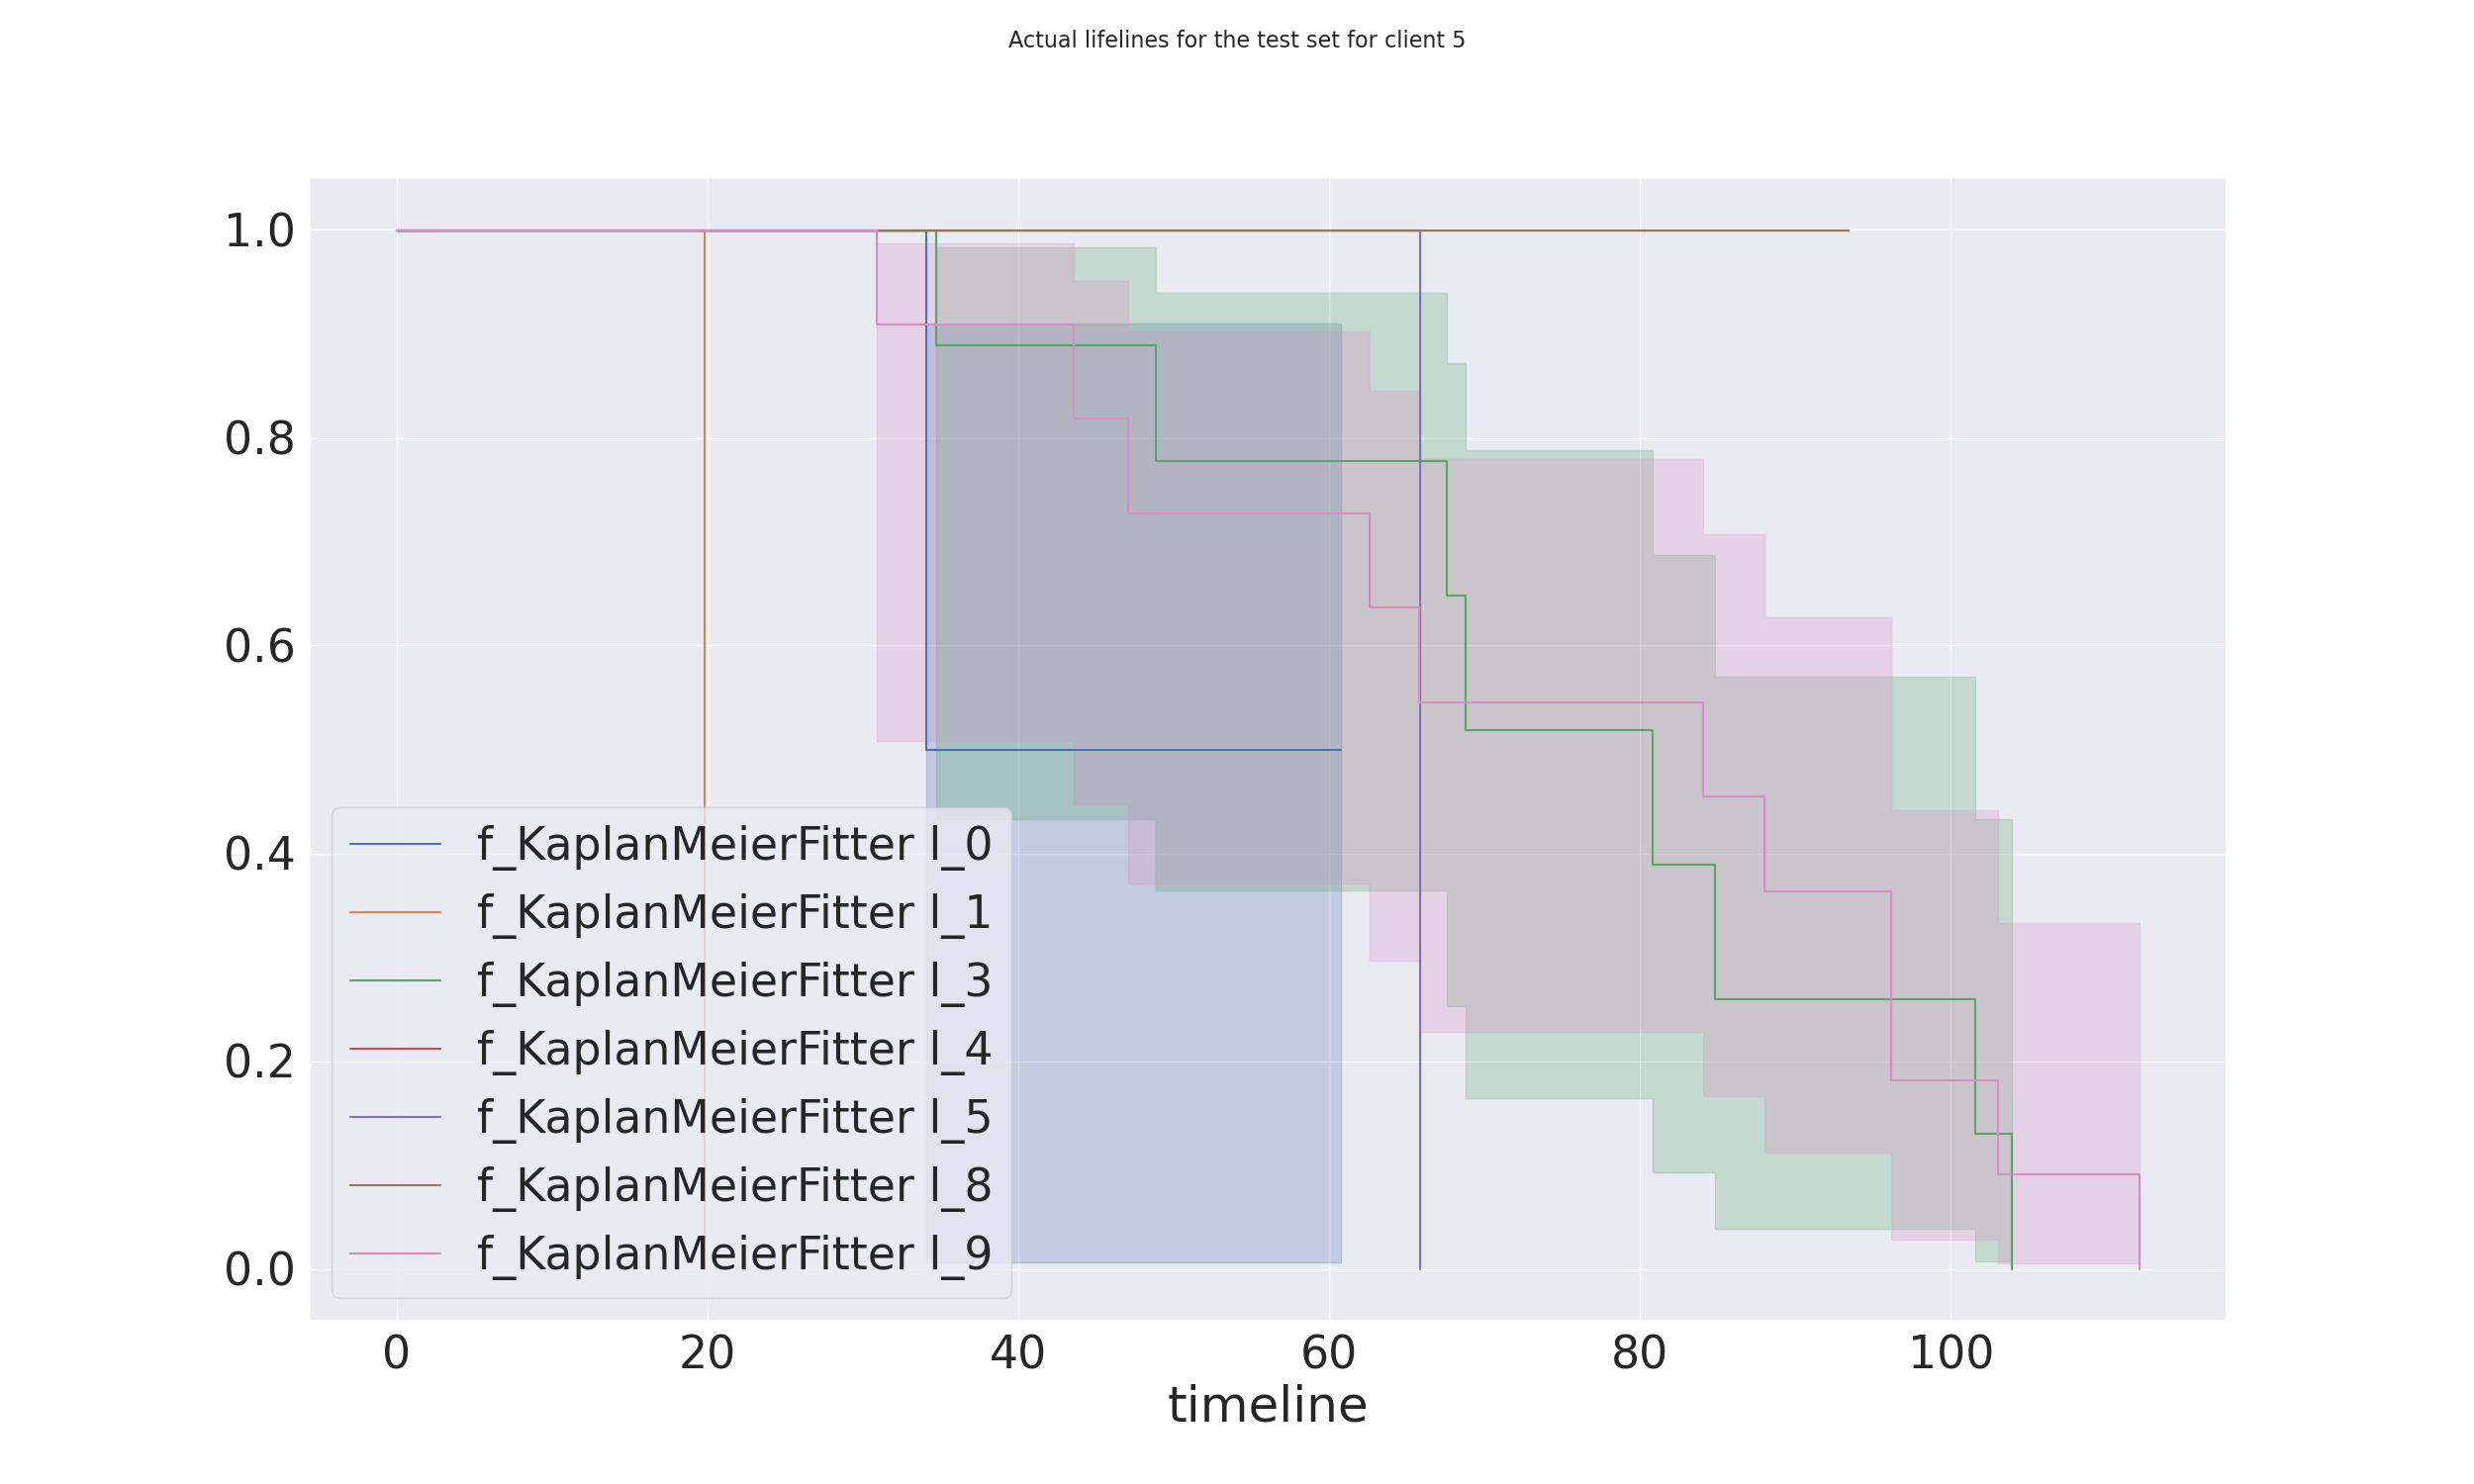 Actual lifelines for the test set for client 5
1.0
0.8
0.6
0.4
0.2
0.0
f_KaplanMeierFitter l_0
f_KaplanMeierFitter l_1
f_KaplanMeierFitter l_3
f_KaplanMeierFitter l_4
f_KaplanMeierFitter l_5
f_KaplanMeierFitter l_8
f_KaplanMeierFitter l_9
0 20 40 60 80 100
timeline